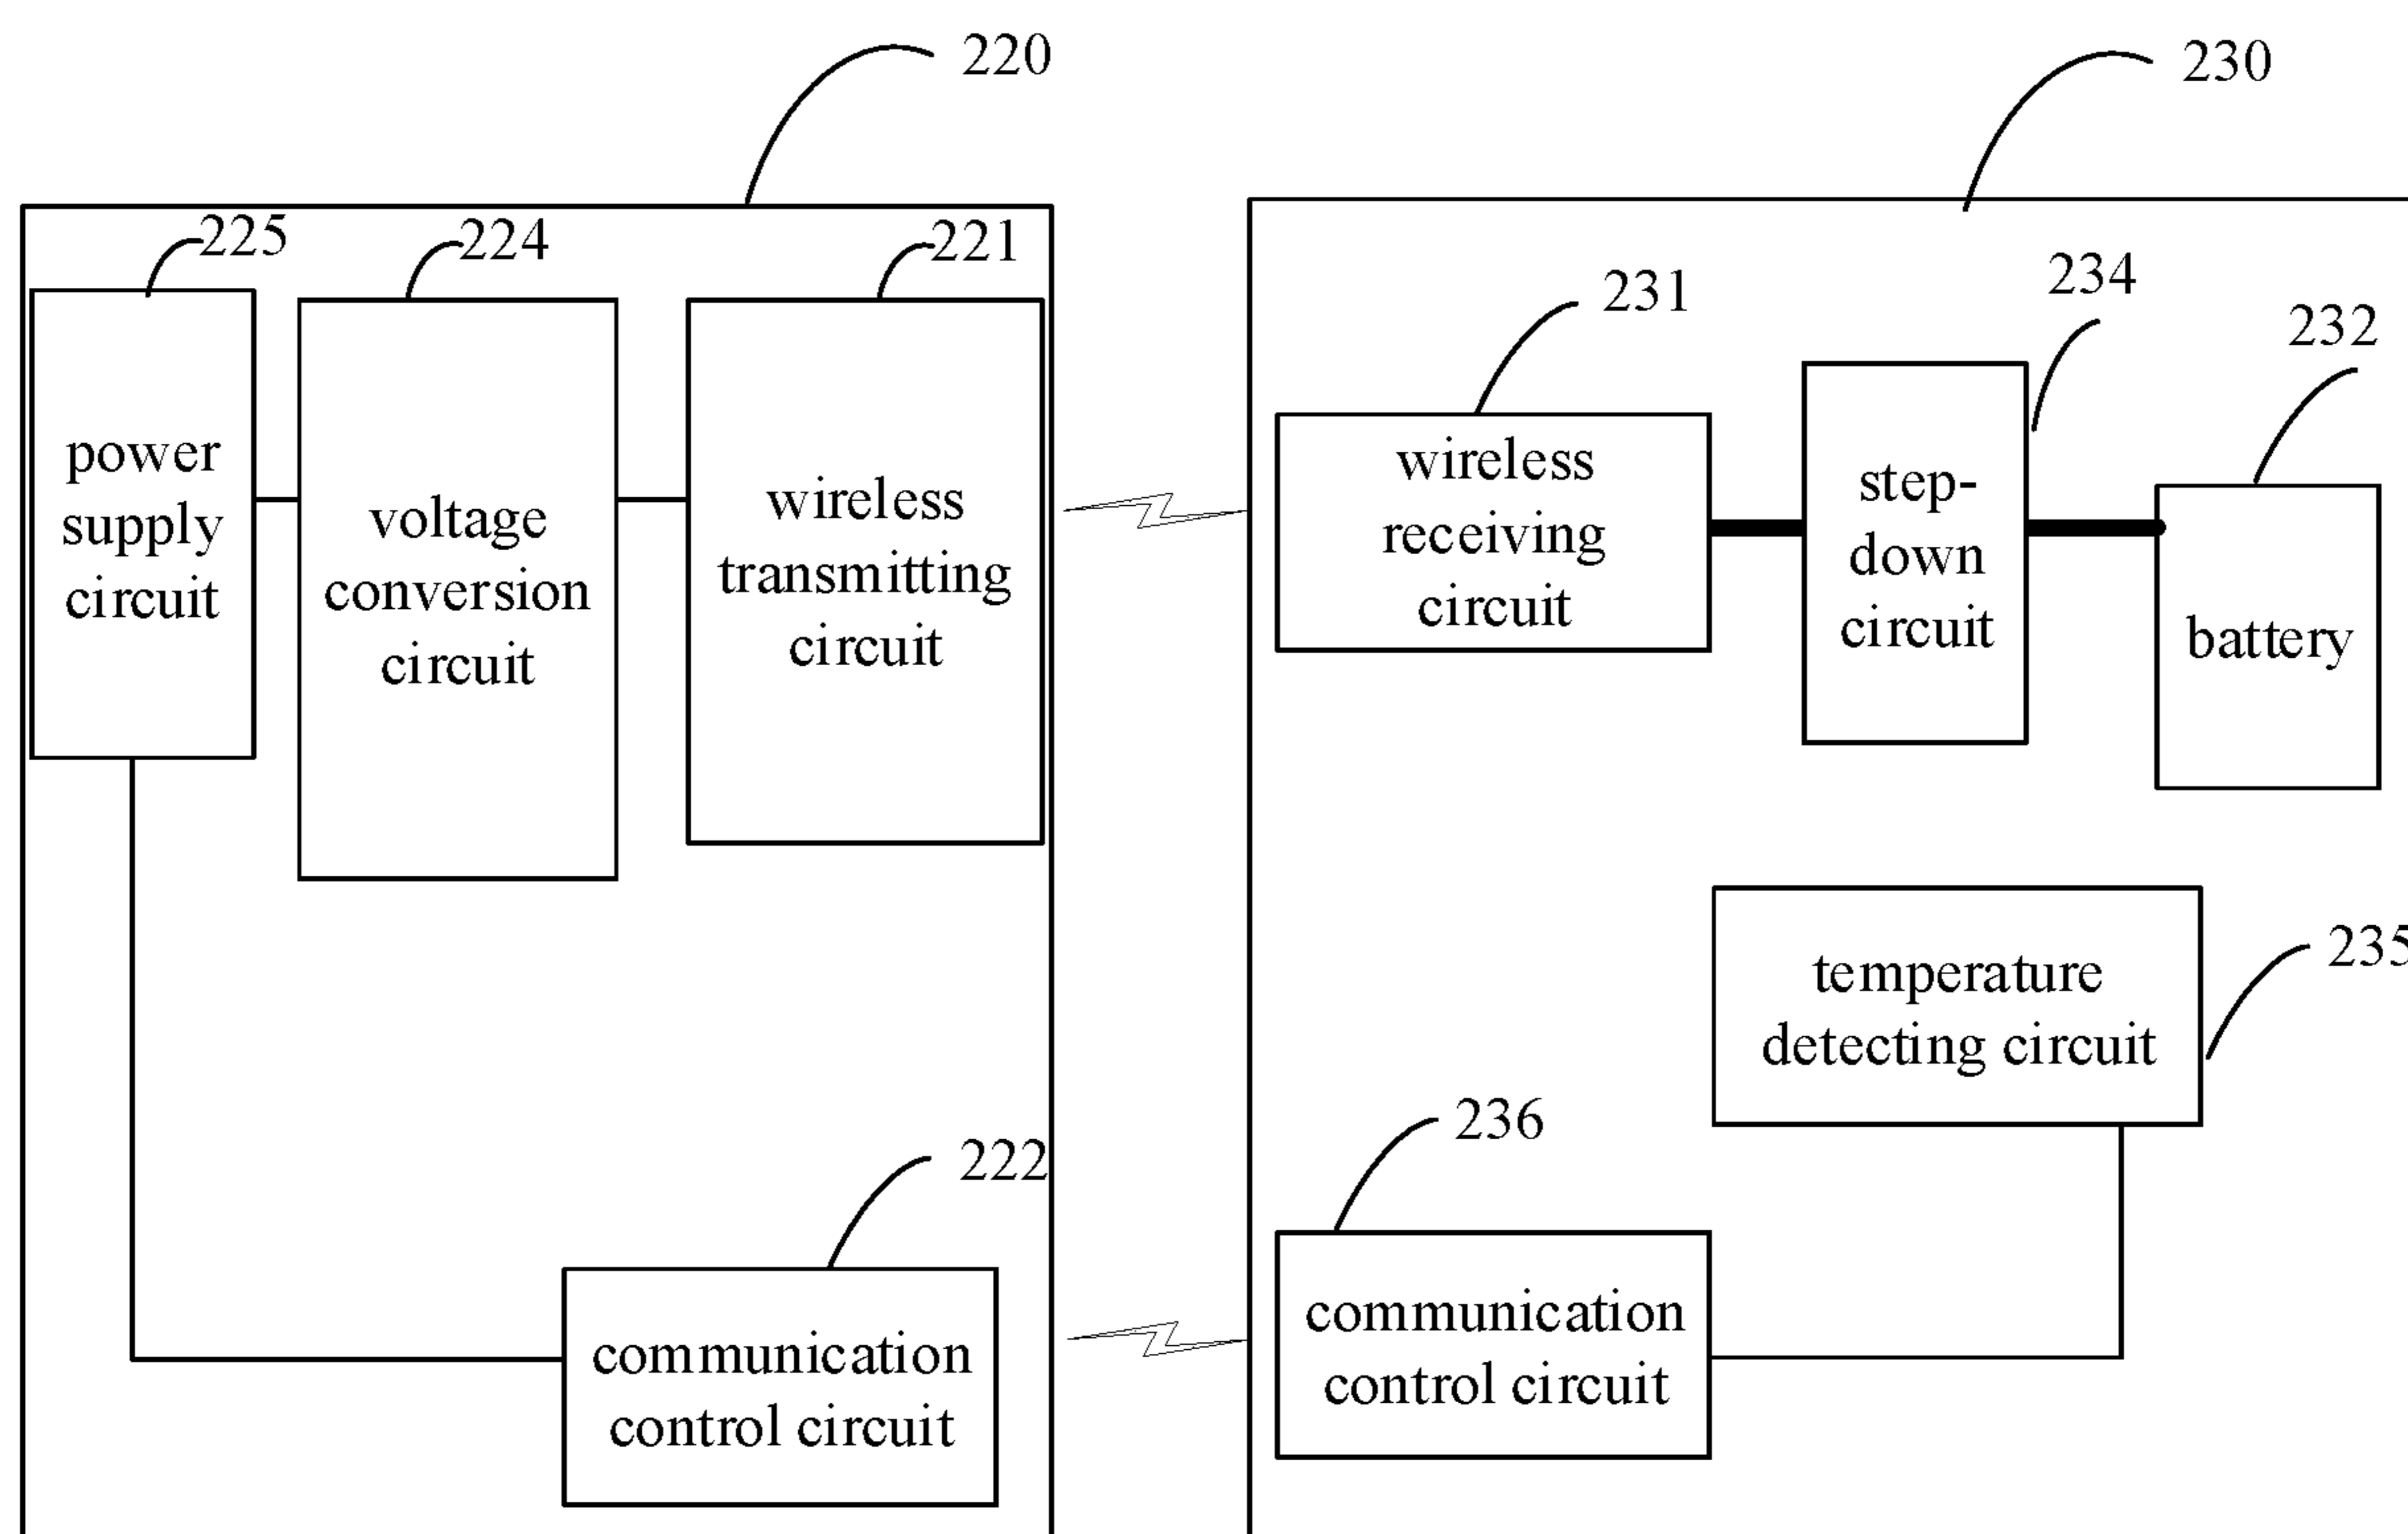 220
230
225
224
221
231
234
232
power
supply
circuit
voltage
conversion
circuit
wireless
transmitting
circuit
wireless
receiving
circuit
step-
down
circuit
battery
temperature
detecting circuit
235
236
222
communication
control circuit
communication
control circuit